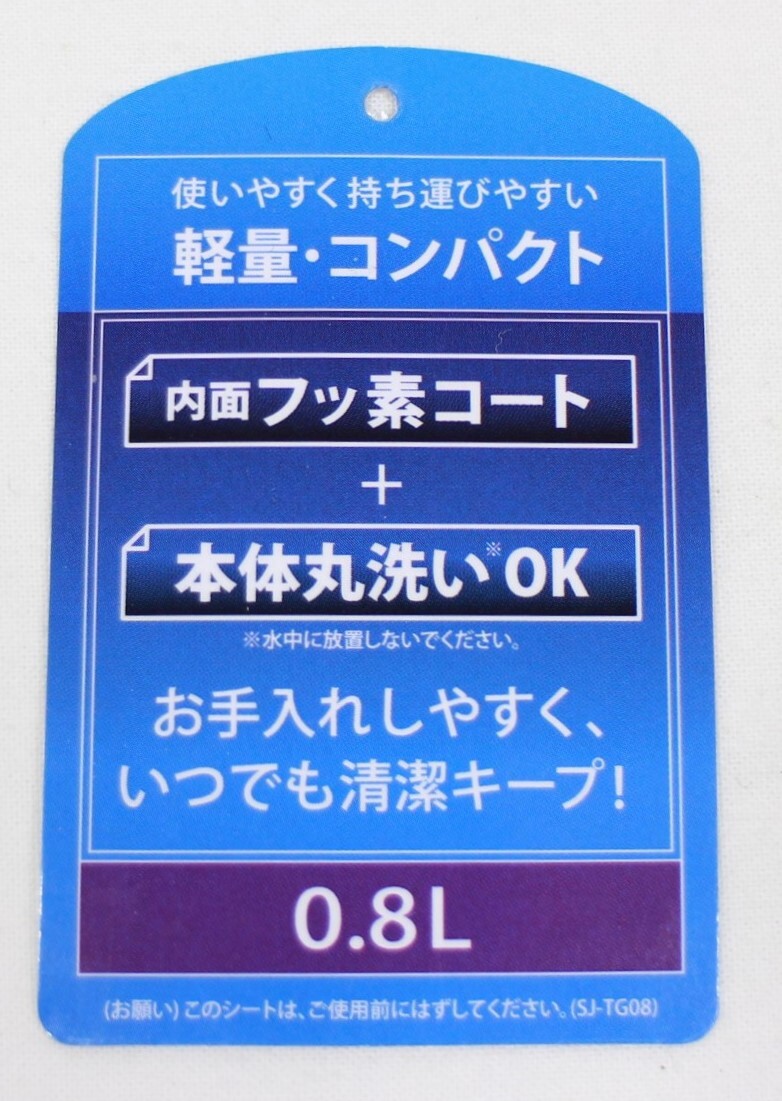 使いやすく持ち運びやすい
軽量・コンパクト
内面フッ素コート
+
本体丸洗い※OK
※水中に放置しないでください。
お手入れしやすく、
いつでも清潔キープ!
0.8L
(お願い)このシートは、ご使用前にはずしてください。(SJ-TG08)